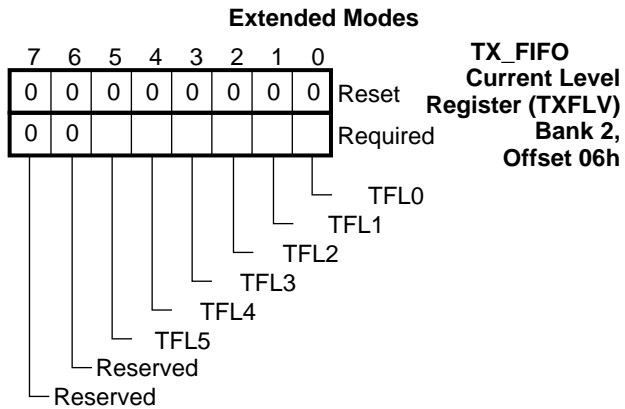 Extended Modes
7 6 5 4 3 2 1 0
0 0 0 0 0 0 0 0 Reset
0 0 Required
TX_FIFO
Current Level
Register (TXFLV)
Bank 2,
Offset 06h
TFL0
TFL1
TFL2
TFL3
TFL4
TFL5
Reserved
Reserved